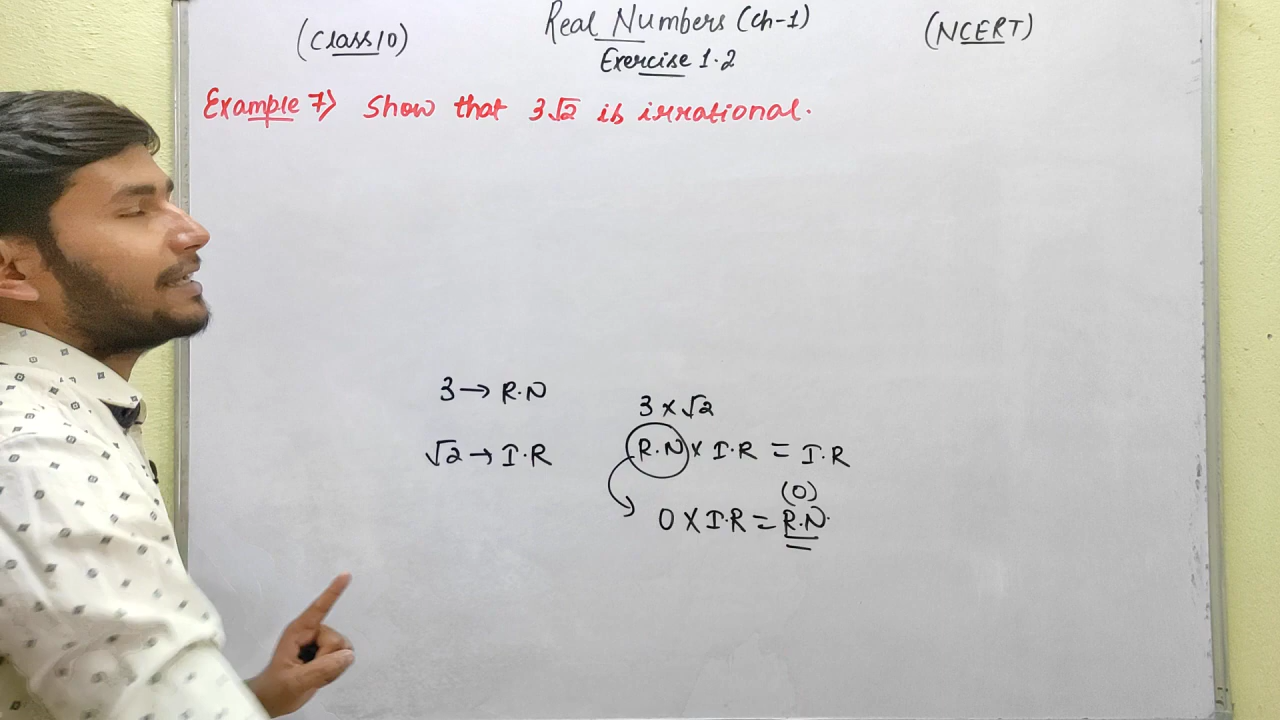 (Class 10)
Real Numbers (Ch-1)
(NCERT)
Exercise 1.2
Example 7) Show that 3√2 is irrational.
3 → R.N
√2 → I.R
3 × √2
R.N × I.R = I.R
(0)
0 × I.R = R.N.